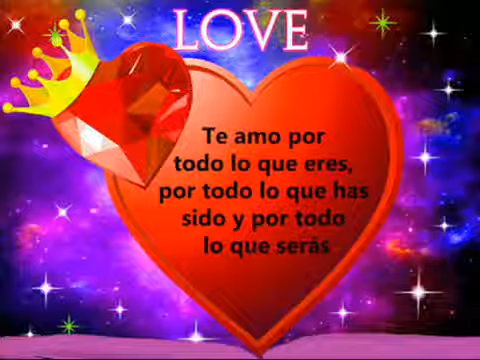 LOVE
Te amo por
todo lo que eres,
por todo lo que has
sido y por todo
lo que serás